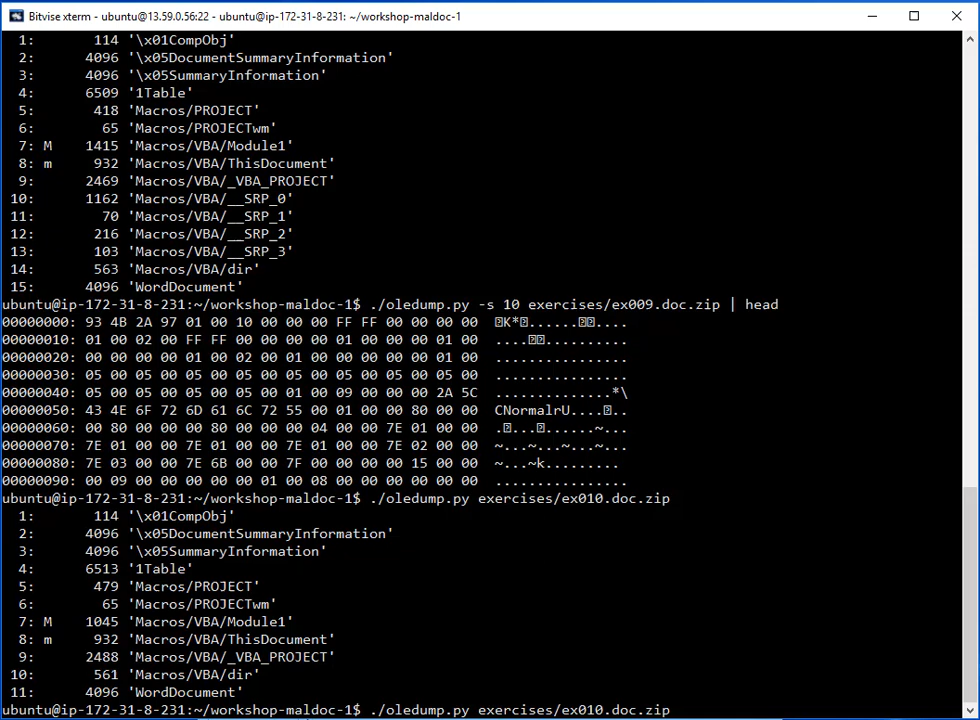 Bitvise xterm - ubuntu@13.59.0.56:22 - ubuntu@ip-172-31-8-231: ~/workshop-maldoc-1
1: 114 '\x01CompObj'
2: 4096 '\x05DocumentSummaryInformation'
3: 4096 '\x05SummaryInformation'
4: 6509 '1Table'
5: 418 'Macros/PROJECT'
6: 65 'Macros/PROJECTwm'
7: M 1415 'Macros/VBA/Module1'
8: m 932 'Macros/VBA/ThisDocument'
9: 2469 'Macros/VBA/_VBA_PROJECT'
10: 1162 'Macros/VBA/__SRP_0'
11: 70 'Macros/VBA/__SRP_1'
12: 216 'Macros/VBA/__SRP_2'
13: 103 'Macros/VBA/__SRP_3'
14: 563 'Macros/VBA/dir'
15: 4096 'WordDocument'
ubuntu@ip-172-31-8-231:~/workshop-maldoc-1$ ./oledump.py -s 10 exercises/ex009.doc.zip | head
00000000: 93 4B 2A 97 01 00 10 00 00 00 FF FF 00 00 00 00 �K*�......��....
00000010: 01 00 02 00 FF FF 00 00 00 00 01 00 00 00 01 00 ....��..........
00000020: 00 00 00 00 01 00 02 00 01 00 00 00 00 00 01 00 ................
00000030: 05 00 05 00 05 00 05 00 05 00 05 00 05 00 05 00 ................
00000040: 05 00 05 00 05 00 05 00 01 00 09 00 00 00 2A 5C ..............*\
00000050: 43 4E 6F 72 6D 61 6C 72 55 00 01 00 00 80 00 00 CNormalrU....�..
00000060: 00 80 00 00 00 80 00 00 00 04 00 00 7E 01 00 00 .�...�......~...
00000070: 7E 01 00 00 7E 01 00 00 7E 01 00 00 7E 02 00 00 ~...~...~...~...
00000080: 7E 03 00 00 7E 6B 00 00 7F 00 00 00 00 15 00 00 ~...~k.........
00000090: 00 09 00 00 00 00 01 00 08 00 00 00 00 00 00 00 ................
ubuntu@ip-172-31-8-231:~/workshop-maldoc-1$ ./oledump.py exercises/ex010.doc.zip
1: 114 '\x01CompObj'
2: 4096 '\x05DocumentSummaryInformation'
3: 4096 '\x05SummaryInformation'
4: 6513 '1Table'
5: 479 'Macros/PROJECT'
6: 65 'Macros/PROJECTwm'
7: M 1045 'Macros/VBA/Module1'
8: m 932 'Macros/VBA/ThisDocument'
9: 2488 'Macros/VBA/_VBA_PROJECT'
10: 561 'Macros/VBA/dir'
11: 4096 'WordDocument'
ubuntu@ip-172-31-8-231:~/workshop-maldoc-1$ ./oledump.py exercises/ex010.doc.zip